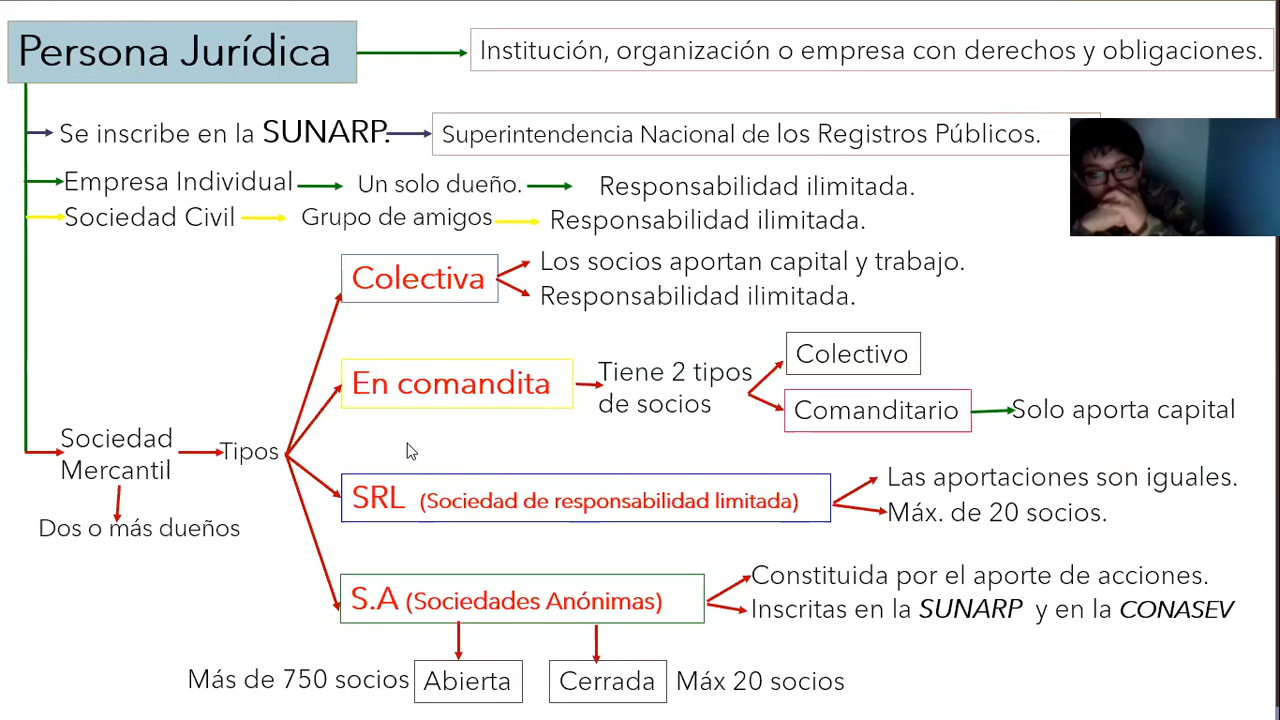 Persona Jurídica
Institución, organización o empresa con derechos y obligaciones.
Se inscribe en la SUNARP.
Superintendencia Nacional de los Registros Públicos.
Empresa Individual
Un solo dueño.
Responsabilidad ilimitada.
Sociedad Civil
Grupo de amigos
Responsabilidad ilimitada.
Colectiva
Los socios aportan capital y trabajo.
Responsabilidad ilimitada.
En comandita
Tiene 2 tipos
de socios
Colectivo
Comanditario
Solo aporta capital
Sociedad
Mercantil
Tipos
Dos o más dueños
SRL (Sociedad de responsabilidad limitada)
Las aportaciones son iguales.
Máx. de 20 socios.
S.A (Sociedades Anónimas)
Constituida por el aporte de acciones.
Inscritas en la SUNARP y en la CONASEV
Más de 750 socios
Abierta
Cerrada
Máx 20 socios